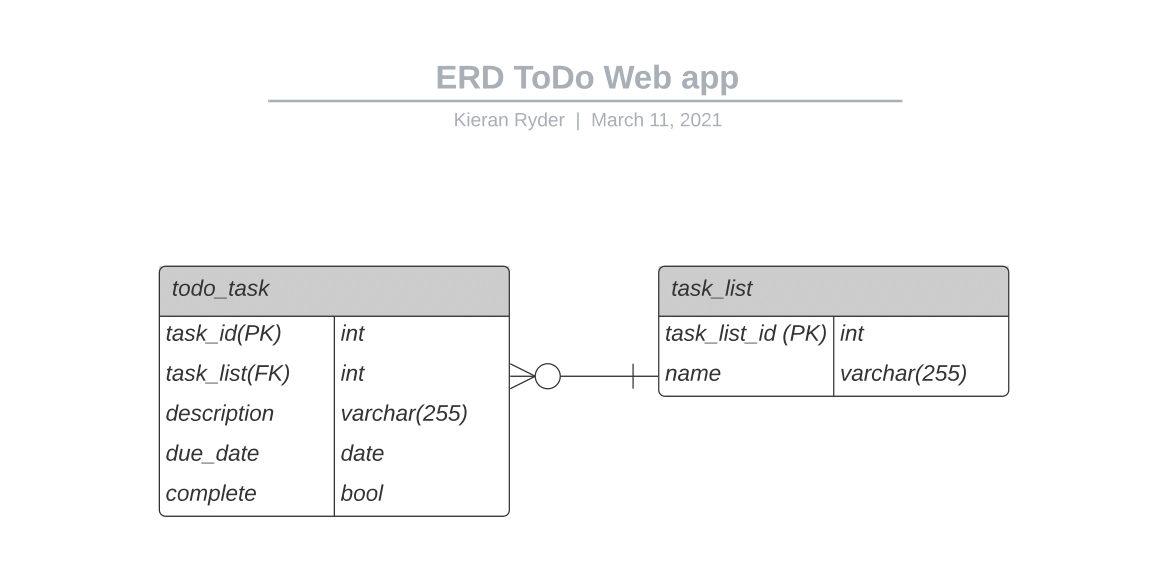 ERD ToDo Web app
Kieran Ryder | March 11, 2021
todo_task
task_id(PK) int
task_list(FK) int
description varchar(255)
due_date date
complete bool
task_list
task_list_id (PK) int
name varchar(255)